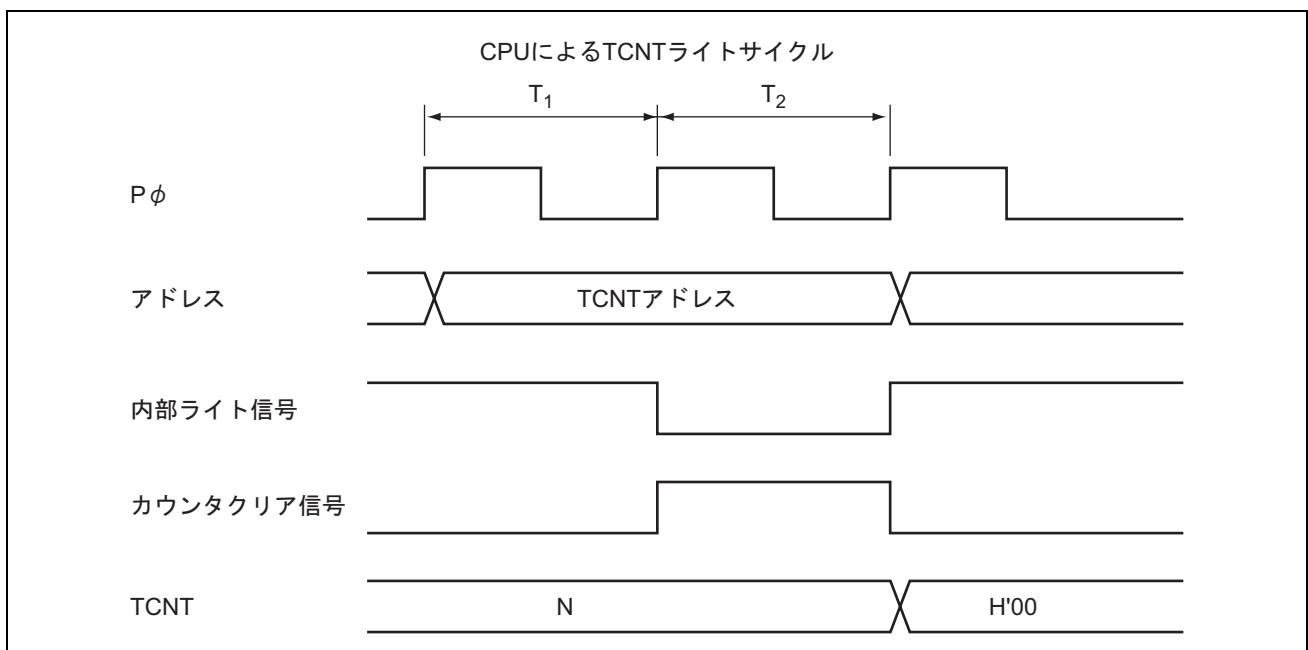 CPUによるTCNTライトサイクル
T1 T2
Pφ
アドレス TCNTアドレス
内部ライト信号
カウンタクリア信号
TCNT N H'00